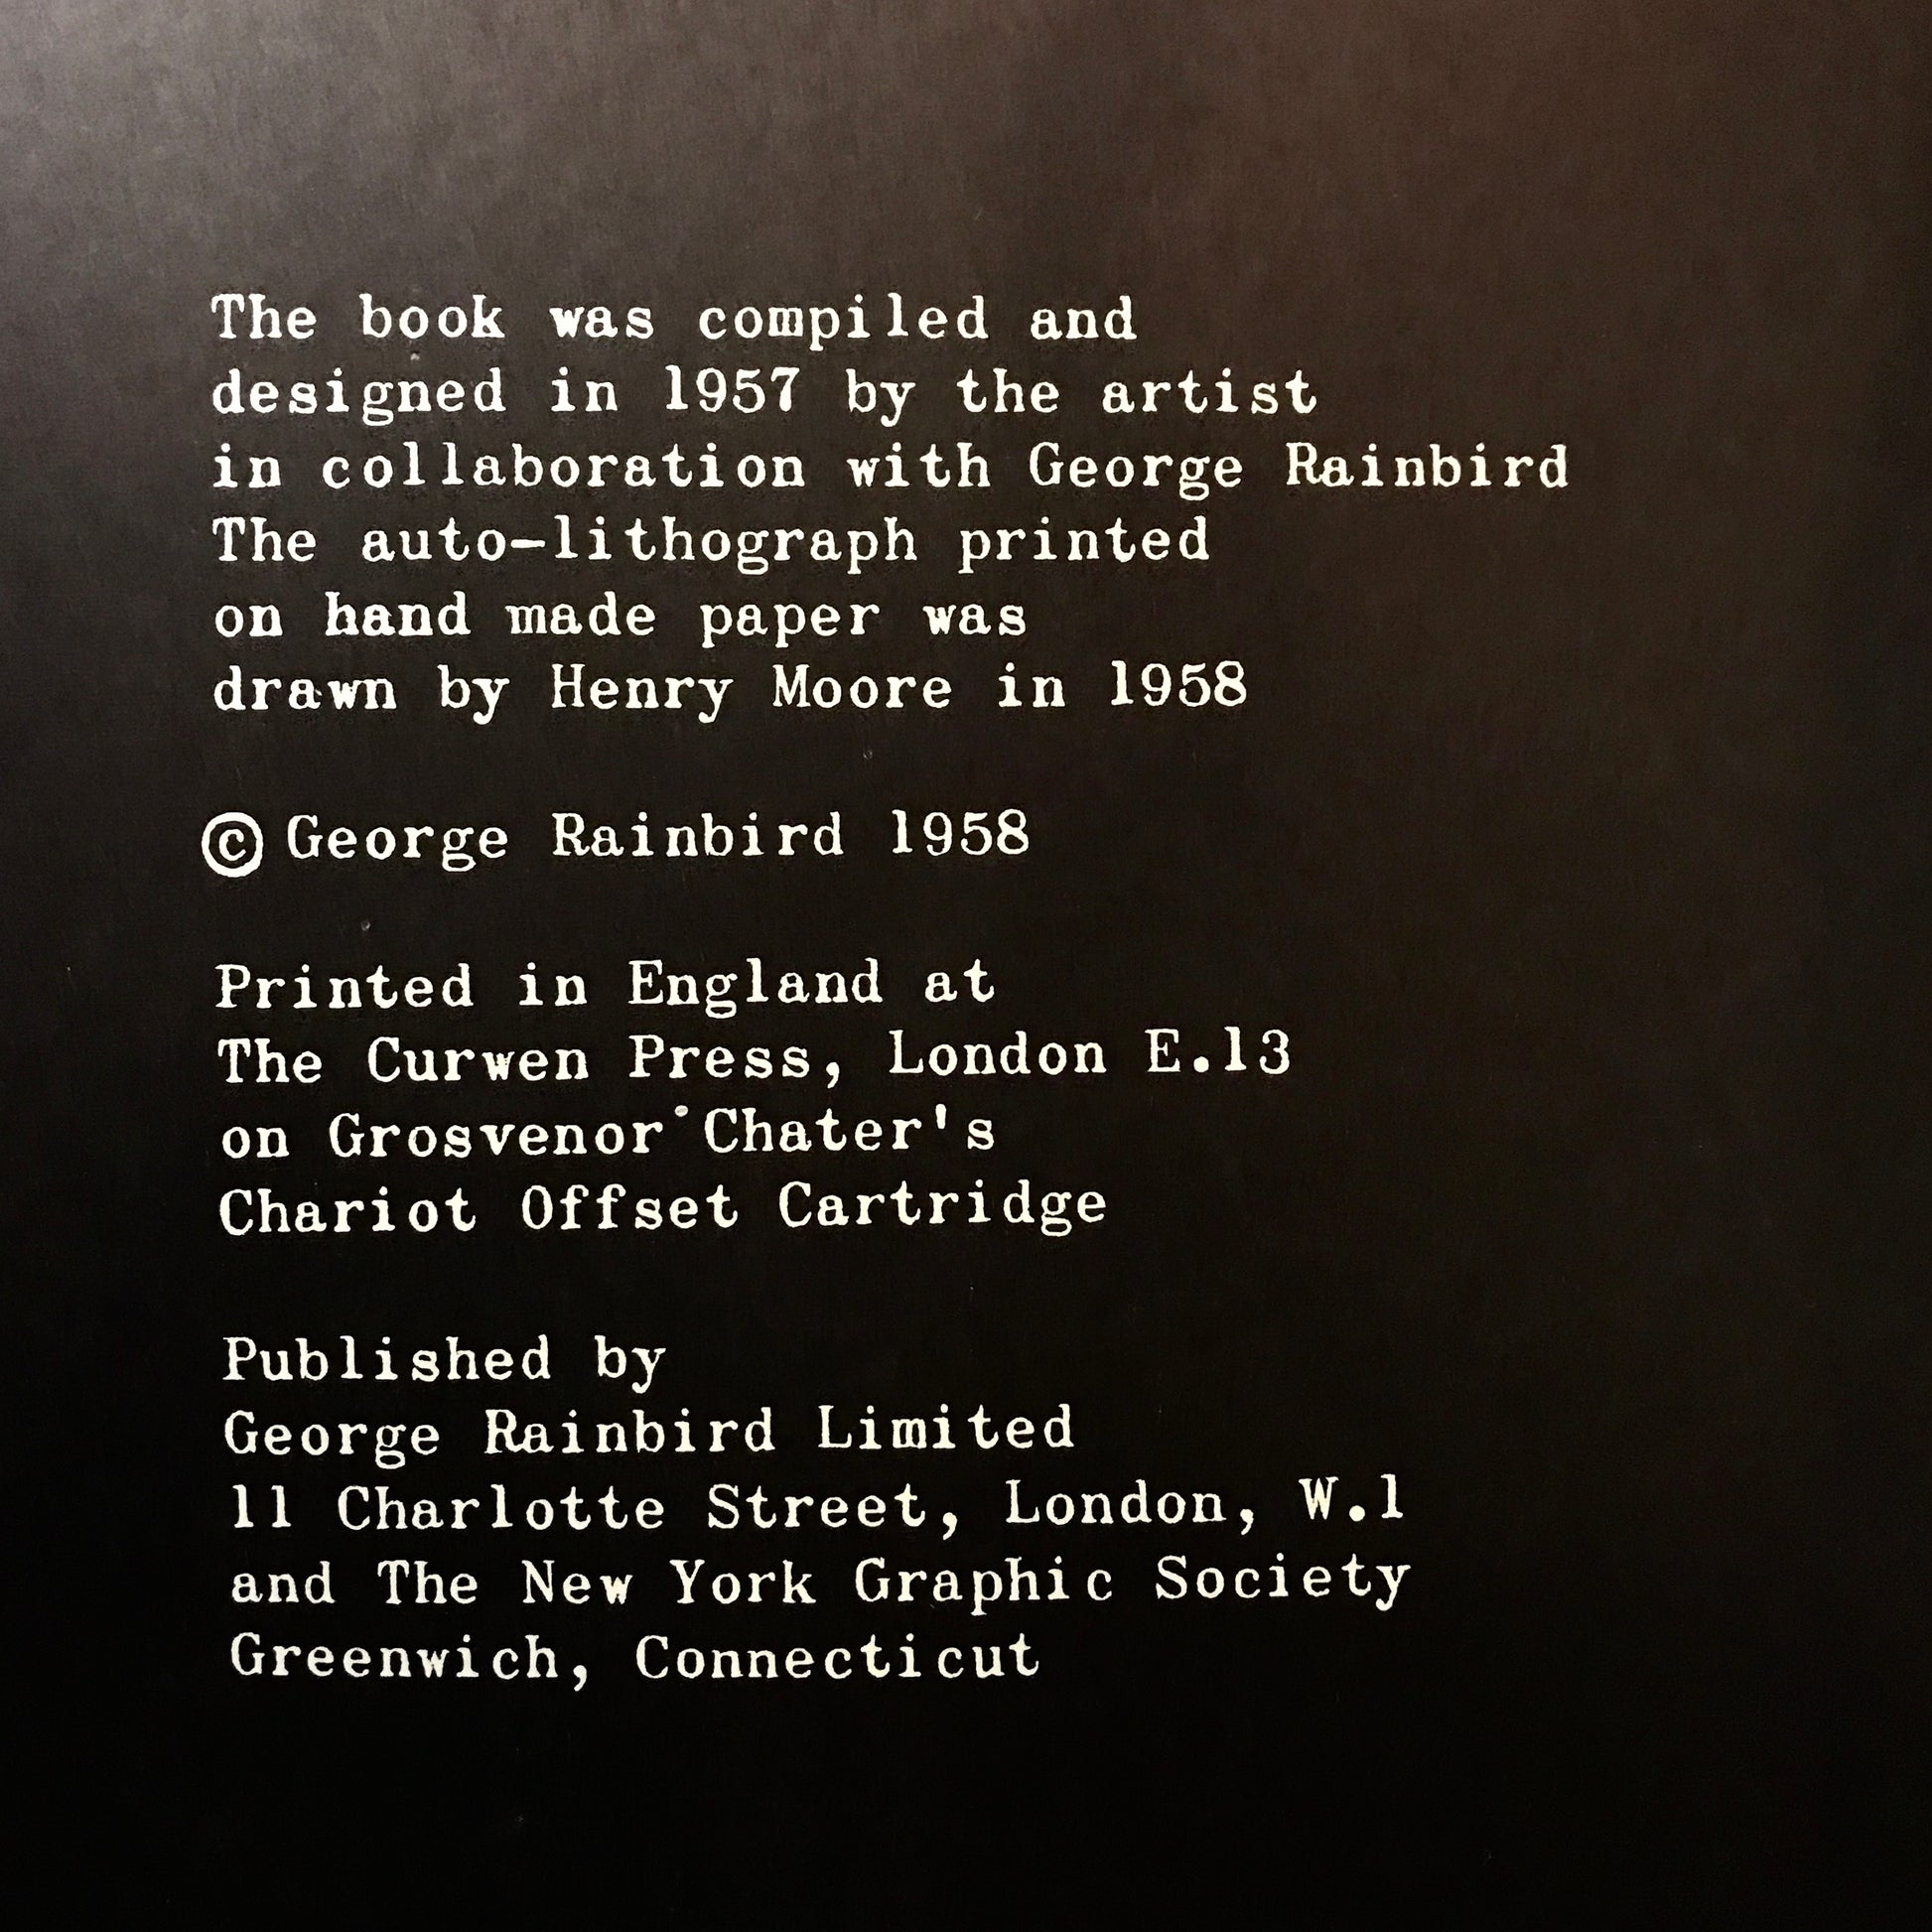 The book was compiled and
designed in 1957 by the artist
in collaboration with George Rainbird
The auto-lithograph printed
on hand made paper was
drawn by Henry Moore in 1958
© George Rainbird 1958
Printed in England at
The Curwen Press, London E.13
on Grosvenor Chater's
Chariot Offset Cartridge
Published by
George Rainbird Limited
11 Charlotte Street, London, W.1
and The New York Graphic Society
Greenwich, Connecticut